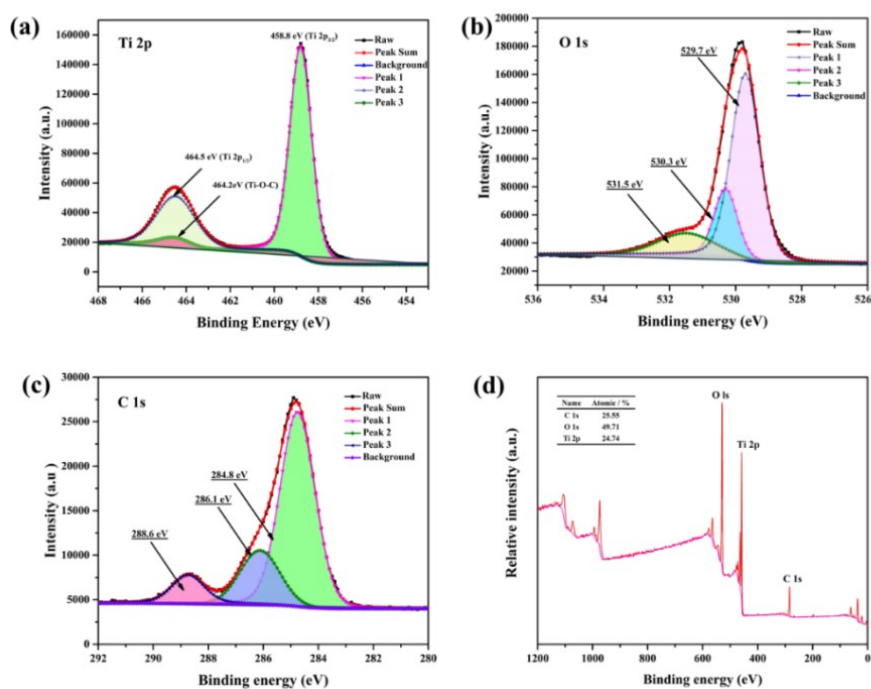 (a)
Ti 2p
458.8 eV (Ti 2p3/2)
Raw
Peak Sum
Background
Peak 1
Peak 2
Peak 3
464.5 eV (Ti 2p1/2)
464.2eV (Ti-O-C)
160000
140000
120000
100000
80000
60000
40000
20000
0
Intensity (a.u.)
468 466 464 462 460 458 456 454
Binding Energy (eV)
(b)
O 1s
529.7 eV
530.3 eV
531.5 eV
Raw
Peak Sum
Peak 1
Peak 2
Peak 3
Background
200000
180000
160000
140000
120000
100000
80000
60000
40000
20000
Intensity (a.u.)
536 534 532 530 528 526
Binding energy (eV)
(c)
C 1s
284.8 eV
286.1 eV
288.6 eV
Raw
Peak Sum
Peak 1
Peak 2
Peak 3
Background
30000
25000
20000
15000
10000
5000
0
Intensity (a.u)
292 290 288 286 284 282 280
Binding energy (eV)
(d)
Name Atomic / %
C 1s 25.55
O 1s 49.71
Ti 2p 24.74
O 1s
Ti 2p
C 1s
Relative intensity (a.u.)
1200 1000 800 600 400 200 0
Binding energy (eV)